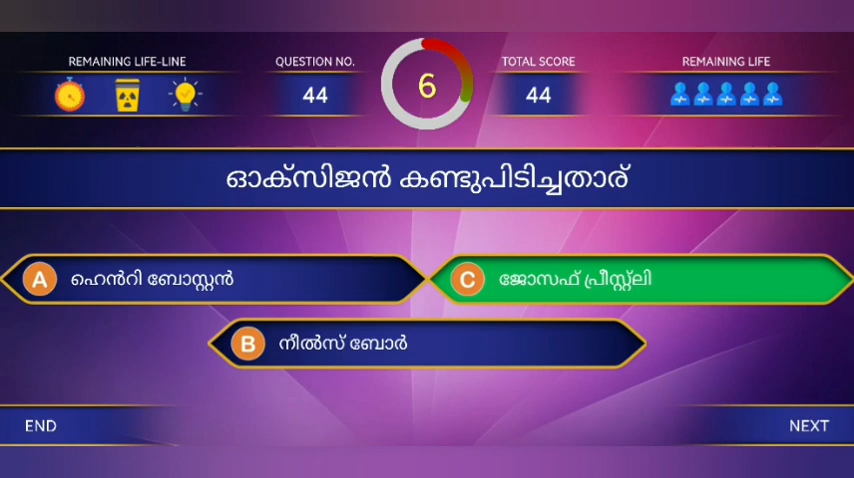 REMAINING LIFE-LINE
QUESTION NO.
44
6
TOTAL SCORE
44
REMAINING LIFE
ഓക്സിജൻ കണ്ടുപിടിച്ചതാര്
A ഹെൻറി ബോസ്റ്റൻ
C ജോസഫ് പ്രീസ്റ്റ്ലി
B നീൽസ് ബോർ
END
NEXT